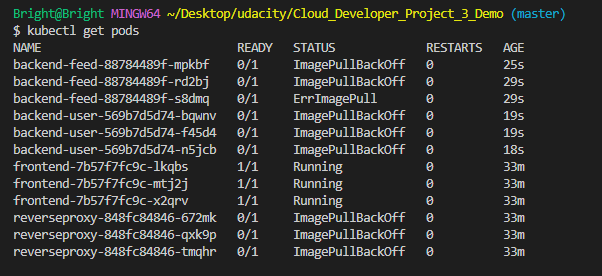 Bright@Bright MINGW64 ~/Desktop/udacity/Cloud_Developer_Project_3_Demo (master)
$ kubectl get pods
NAME                            READY   STATUS             RESTARTS   AGE
backend-feed-88784489f-mpkbf    0/1     ImagePullBackOff   0          25s
backend-feed-88784489f-rd2bj    0/1     ImagePullBackOff   0          29s
backend-feed-88784489f-s8dmq    0/1     ErrImagePull       0          29s
backend-user-569b7d5d74-bqwnv   0/1     ImagePullBackOff   0          19s
backend-user-569b7d5d74-f45d4   0/1     ImagePullBackOff   0          19s
backend-user-569b7d5d74-n5jcb   0/1     ImagePullBackOff   0          18s
frontend-7b57f7fc9c-lkqbs       1/1     Running            0          33m
frontend-7b57f7fc9c-mtj2j       1/1     Running            0          33m
frontend-7b57f7fc9c-x2qrv       1/1     Running            0          33m
reverseproxy-848fc84846-672mk   0/1     ImagePullBackOff   0          33m
reverseproxy-848fc84846-qxk9p   0/1     ImagePullBackOff   0          33m
reverseproxy-848fc84846-tmqhr   0/1     ImagePullBackOff   0          33m